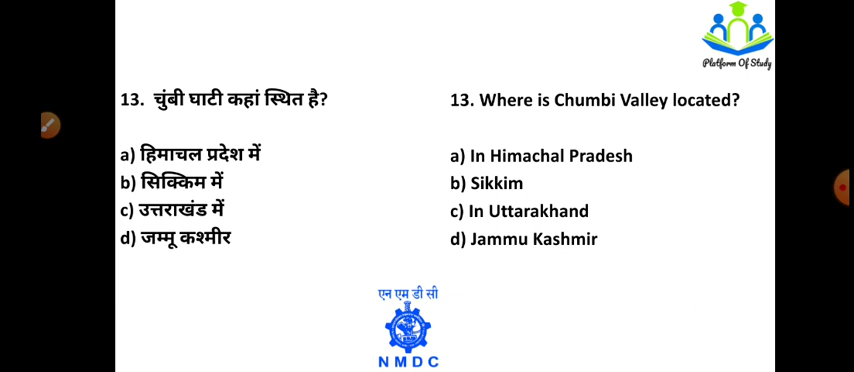 Platform Of Study
13. चुंबी घाटी कहां स्थित है?
a) हिमाचल प्रदेश में
b) सिक्किम में
c) उत्तराखंड में
d) जम्मू कश्मीर
13. Where is Chumbi Valley located?
a) In Himachal Pradesh
b) Sikkim
c) In Uttarakhand
d) Jammu Kashmir
एन एम डी सी
NMDC